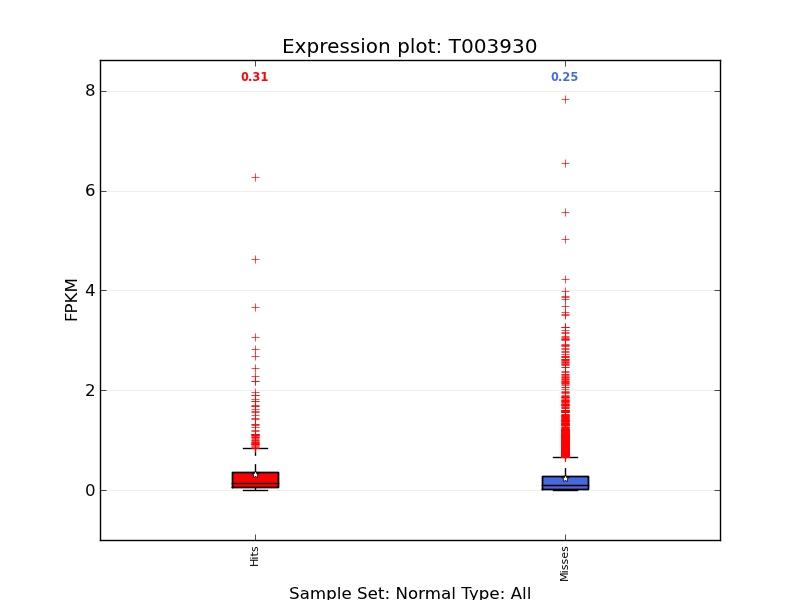 Expression plot: T003930
0.31 0.25
8
6
4
2
0
FPKM
Hits Misses
Sample Set: Normal Type: All